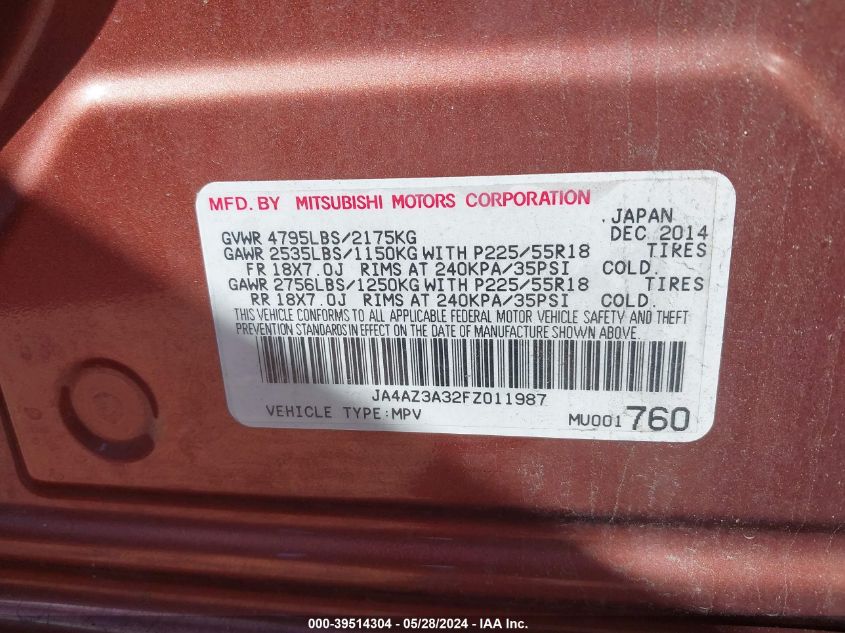 MFD. BY MITSUBISHI MOTORS CORPORATION
. JAPAN
GVWR 4795LBS/2175KG DEC 2014
GAWR 2535LBS/1150KG WITH P225/55R18 TIRES
FR 18X7.0J RIMS AT 240KPA/35PSI COLD.
GAWR 2756LBS/1250KG WITH P225/55R18 TIRES
RR 18X7.0J RIMS AT 240KPA/35PSI COLD.
THIS VEHICLE CONFORMS TO ALL APPLICABLE FEDERAL MOTOR VEHICLE SAFETY AND THEFT
PREVENTION STANDARDS IN EFFECT ON THE DATE OF MANUFACTURE SHOWN ABOVE.
JA4AZ3A32FZ011987
VEHICLE TYPE:MPV MU001 760
000-39514304 - 05/28/2024 - IAA Inc.